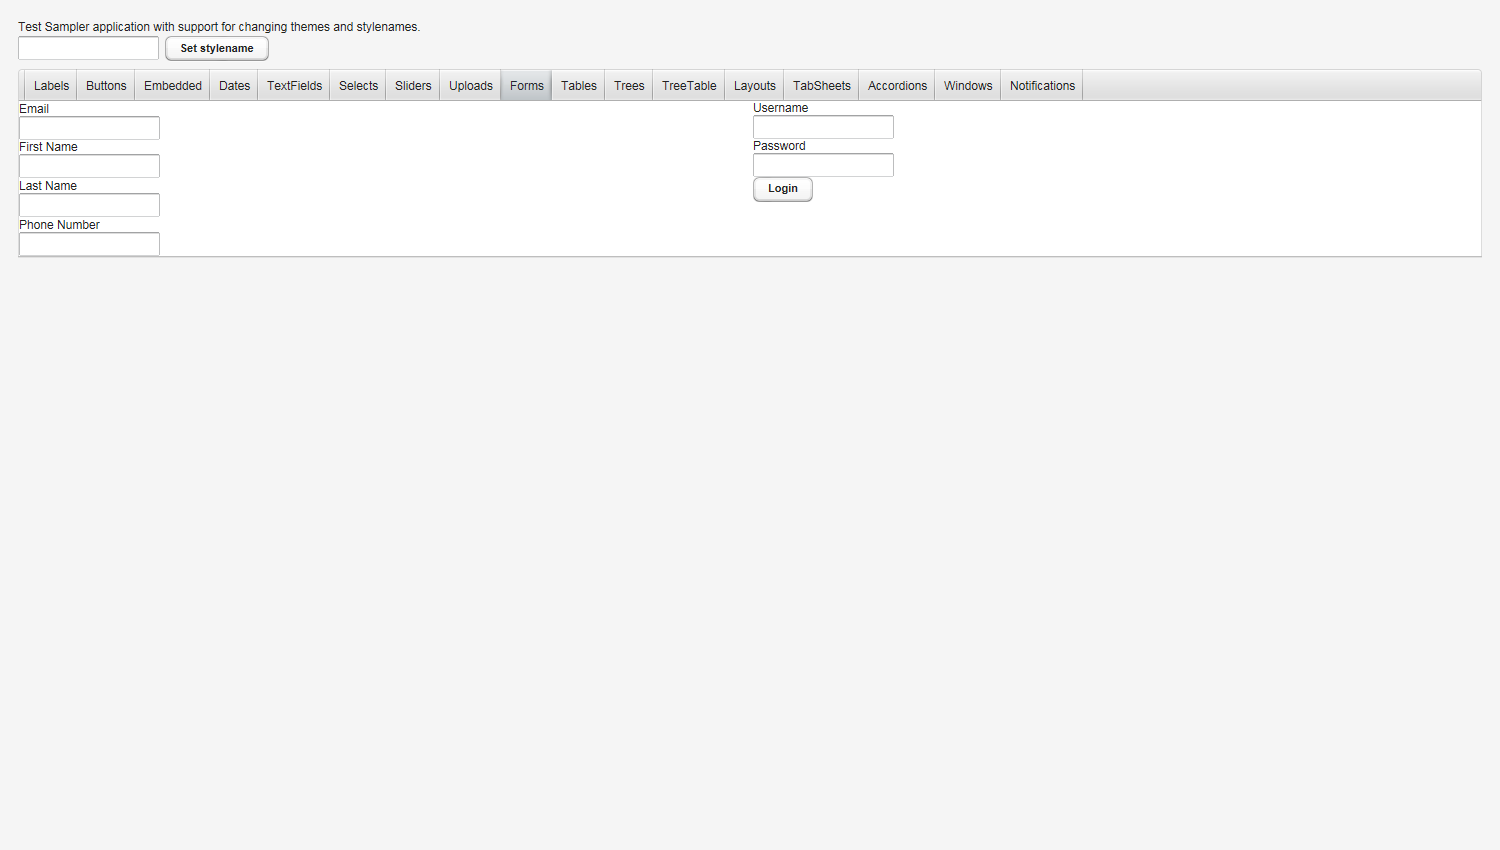 Test Sampler application with support for changing themes and stylenames.
Set stylename
Labels Buttons Embedded Dates TextFields Selects Sliders Uploads Forms Tables Trees TreeTable Layouts TabSheets Accordions Windows Notifications
Email
First Name
Last Name
Phone Number
Username
Password
Login